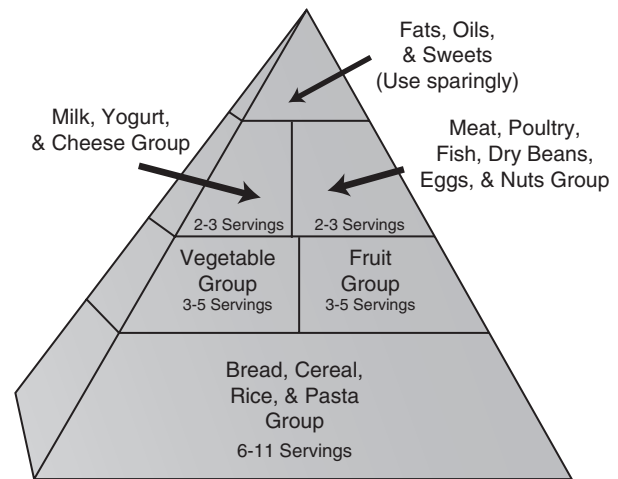 Fats, Oils,
& Sweets
(Use sparingly)
Milk, Yogurt,
& Cheese Group
Meat, Poultry,
Fish, Dry Beans,
Eggs, & Nuts Group
2-3 Servings
2-3 Servings
Vegetable
Group
3-5 Servings
Fruit
Group
3-5 Servings
Bread, Cereal,
Rice, & Pasta
Group
6-11 Servings